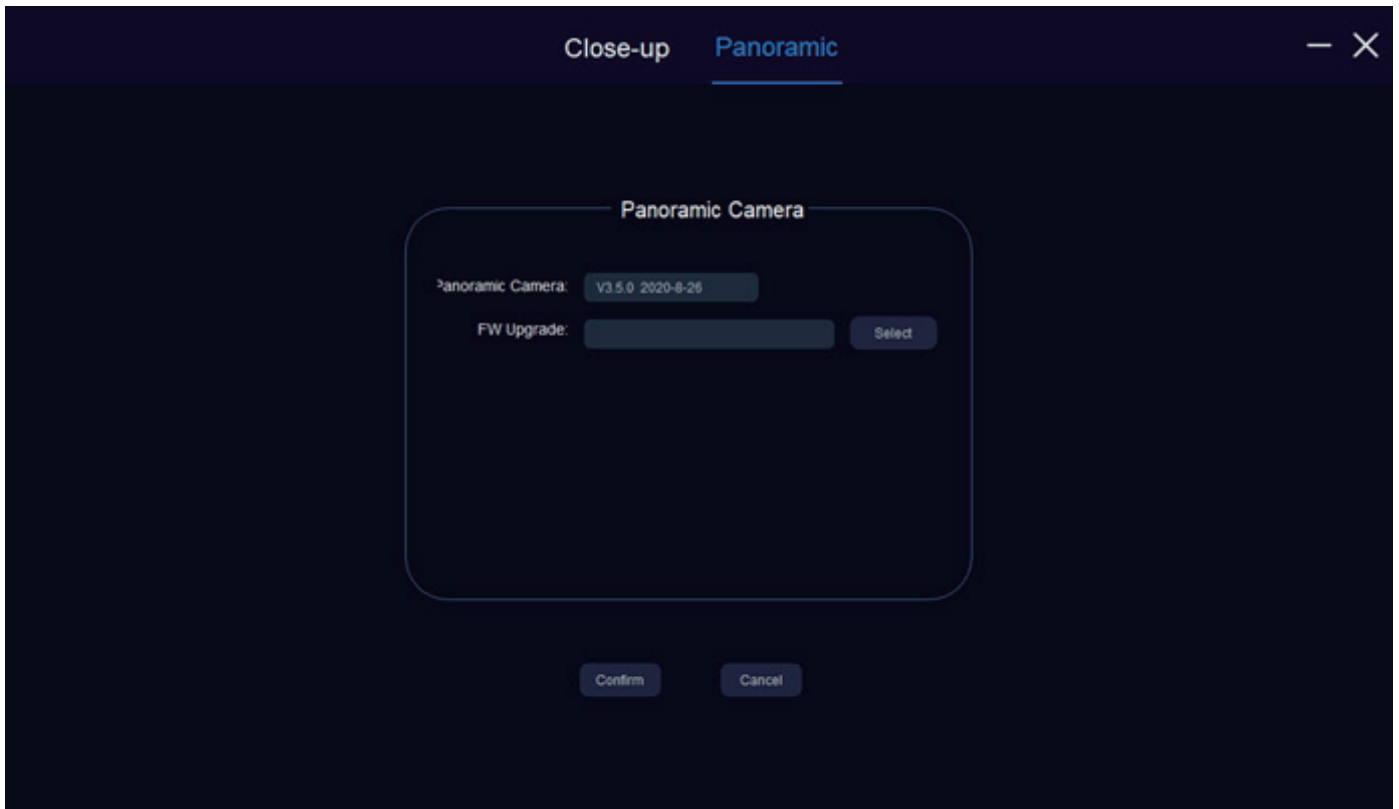 Close-up Panoramic
Panoramic Camera
Panoramic Camera: V3.5.0 2020-8-26
FW Upgrade: Select
Confirm Cancel